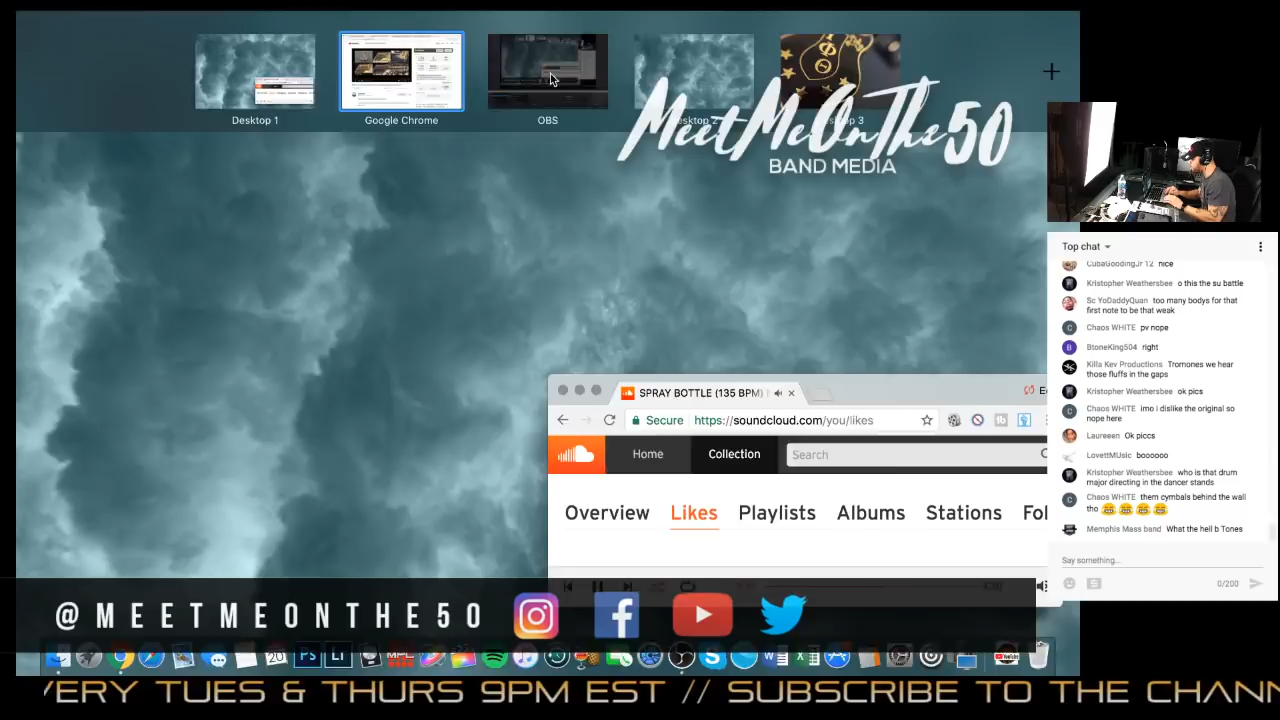 Desktop 1
Google Chrome
OBS
MeetMeOnThe50
BAND MEDIA
SPRAY BOTTLE (135 BPM)
Secure
https://soundcloud.com/you/likes
Home
Collection
Search
Overview
Likes
Playlists
Albums
Stations
Fol
Top chat
CubaGoodingJr 12 nice
Kristopher Weathersbee o this the su battle
Sc YoDaddyQuan too many bodys for that
first note to be that weak
Chaos WHITE pv nope
BtoneKing504 right
Killa Kev Productions Tromones we hear
those fluffs in the gaps
Kristopher Weathersbee ok pics
Chaos WHITE imo i dislike the original so
nope here
Laureeen Ok piccs
LovettMUsic boooooo
Kristopher Weathersbee who is that drum
major directing in the dancer stands
Chaos WHITE them cymbals behind the wall
tho 😂😂😂😂
Memphis Mass band What the hell b Tones
Say something...
0/200
@MEETMEONTHE50
VERY TUES & THURS 9PM EST // SUBSCRIBE TO THE CHANN